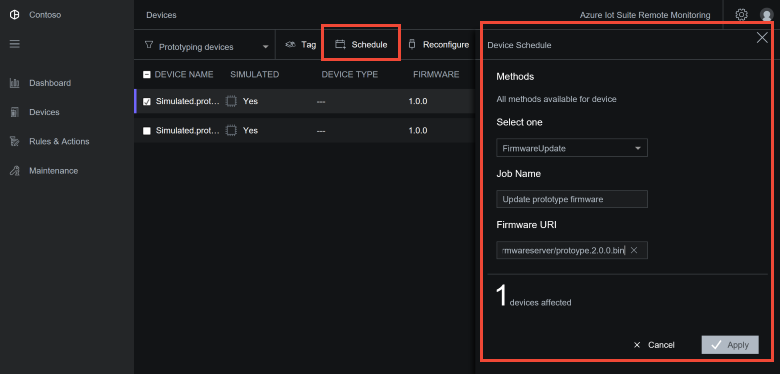 Contoso
Devices
Azure Iot Suite Remote Monitoring
Prototyping devices
Tag
Schedule
Reconfigure
DEVICE NAME SIMULATED DEVICE TYPE FIRMWARE
Simulated.prot... Yes --- 1.0.0
Simulated.prot... Yes --- 1.0.0
Dashboard
Devices
Rules & Actions
Maintenance
Device Schedule
Methods
All methods available for device
Select one
FirmwareUpdate
Job Name
Update prototype firmware
Firmware URI
rmwareserver/protoype.2.0.0.bin
1 devices affected
Cancel
Apply